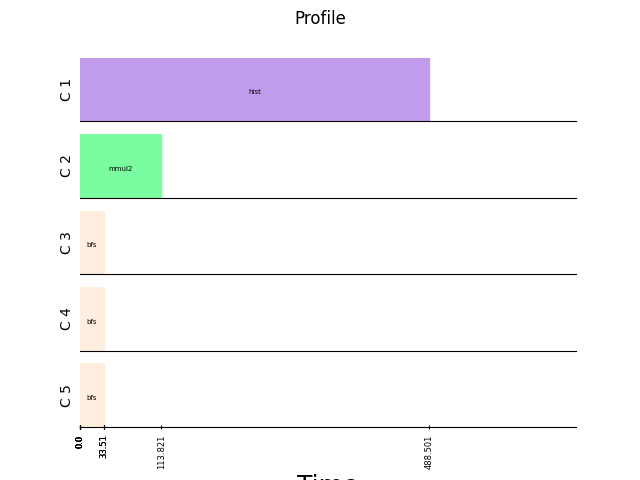 Profile
C 1
hist
C 2
mmul2
C 3
bfs
C 4
bfs
C 5
bfs
0.0
33.51
113.821
488.501
Time